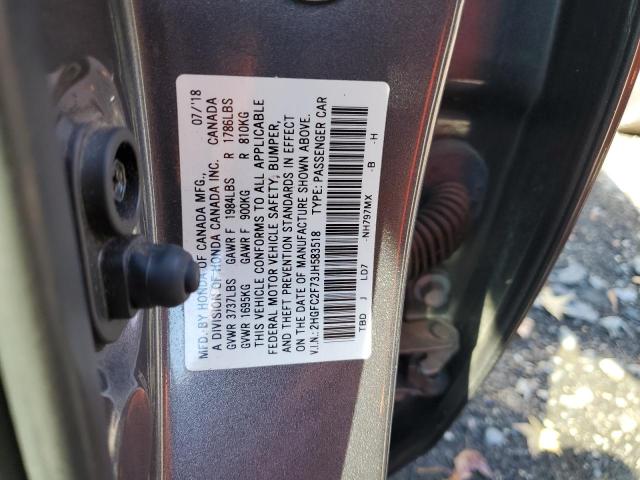 MFD. BY HONDA OF CANADA MFG., 07/'18
A DIVISION OF HONDA CANADA INC. CANADA
GVWR 3737LBS GAWR F 1984LBS R 1786LBS
GVWR 1695KG GAWR F 900KG R 810KG
THIS VEHICLE CONFORMS TO ALL APPLICABLE
FEDERAL MOTOR VEHICLE SAFETY, BUMPER,
AND THEFT PREVENTION STANDARDS IN EFFECT
ON THE DATE OF MANUFACTURE SHOWN ABOVE.
V.I.N.: 2HGFC2F73JH583518 TYPE: PASSENGER CAR
TBD J LD7 -NH797MX -B -H